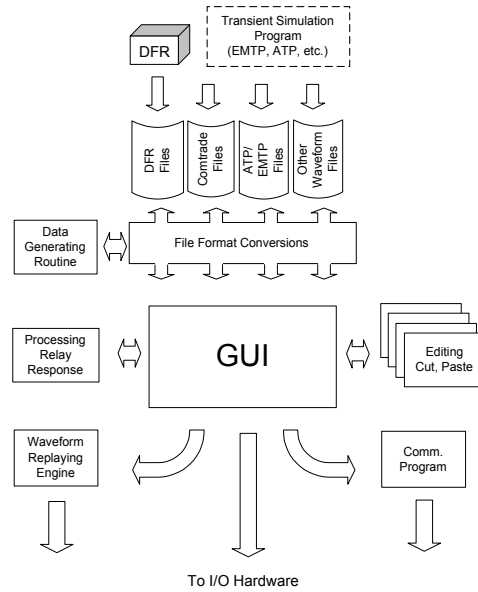 DFR
Transient Simulation
Program
(EMTP, ATP, etc.)
DFR
Files
Comtrade
Files
ATP/
EMTP
Files
Other
Waveform
Files
Data
Generating
Routine
File Format Conversions
Processing
Relay
Response
GUI
Editing
Cut, Paste
Waveform
Replaying
Engine
Comm.
Program
To I/O Hardware